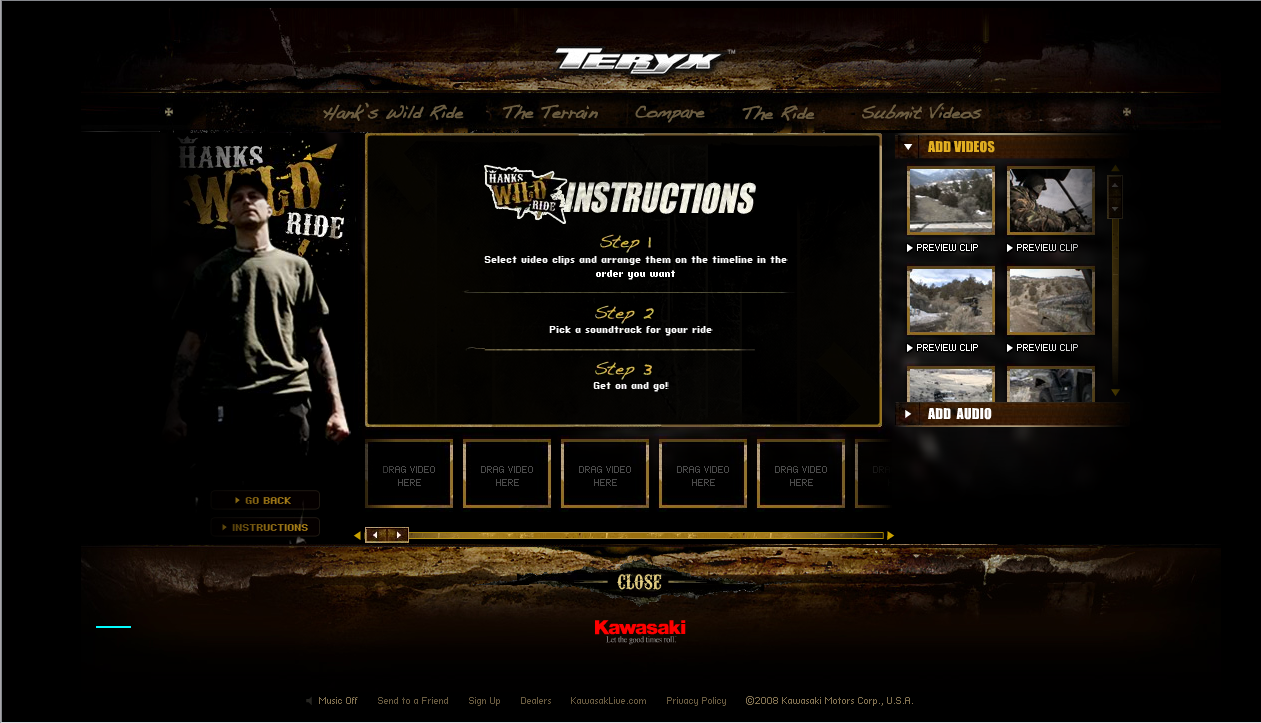 TERYX™
Hank's Wild Ride The Terrain Compare The Ride Submit Videos
HANKS
WILD
RIDE
HANKS
WILD
RIDE
INSTRUCTIONS
Step 1
Select video clips and arrange them on the timeline in the
order you want
Step 2
Pick a soundtrack for your ride
Step 3
Get on and go!
ADD VIDEOS
PREVIEW CLIP PREVIEW CLIP
PREVIEW CLIP PREVIEW CLIP
ADD AUDIO
DRAG VIDEO
HERE
DRAG VIDEO
HERE
DRAG VIDEO
HERE
DRAG VIDEO
HERE
DRAG VIDEO
HERE
GO BACK
INSTRUCTIONS
CLOSE
Kawasaki
Let the good times roll.
Music Off Send to a Friend Sign Up Dealers KawasakLive.com Privacy Policy ©2008 Kawasaki Motors Corp., U.S.A.